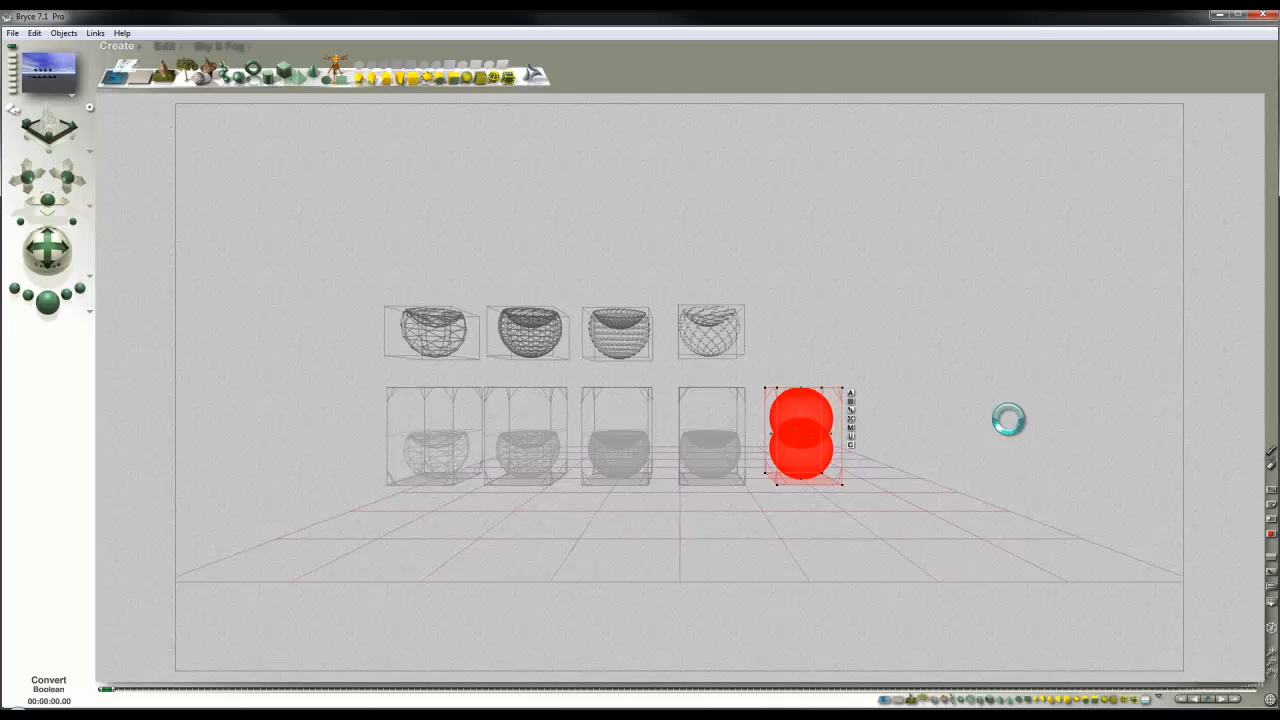 Bryce 7.1 Pro
File Edit Objects Links Help
Create Edit Sky & Fog
A
M
U
C
Convert
Boolean
00:00:00.00